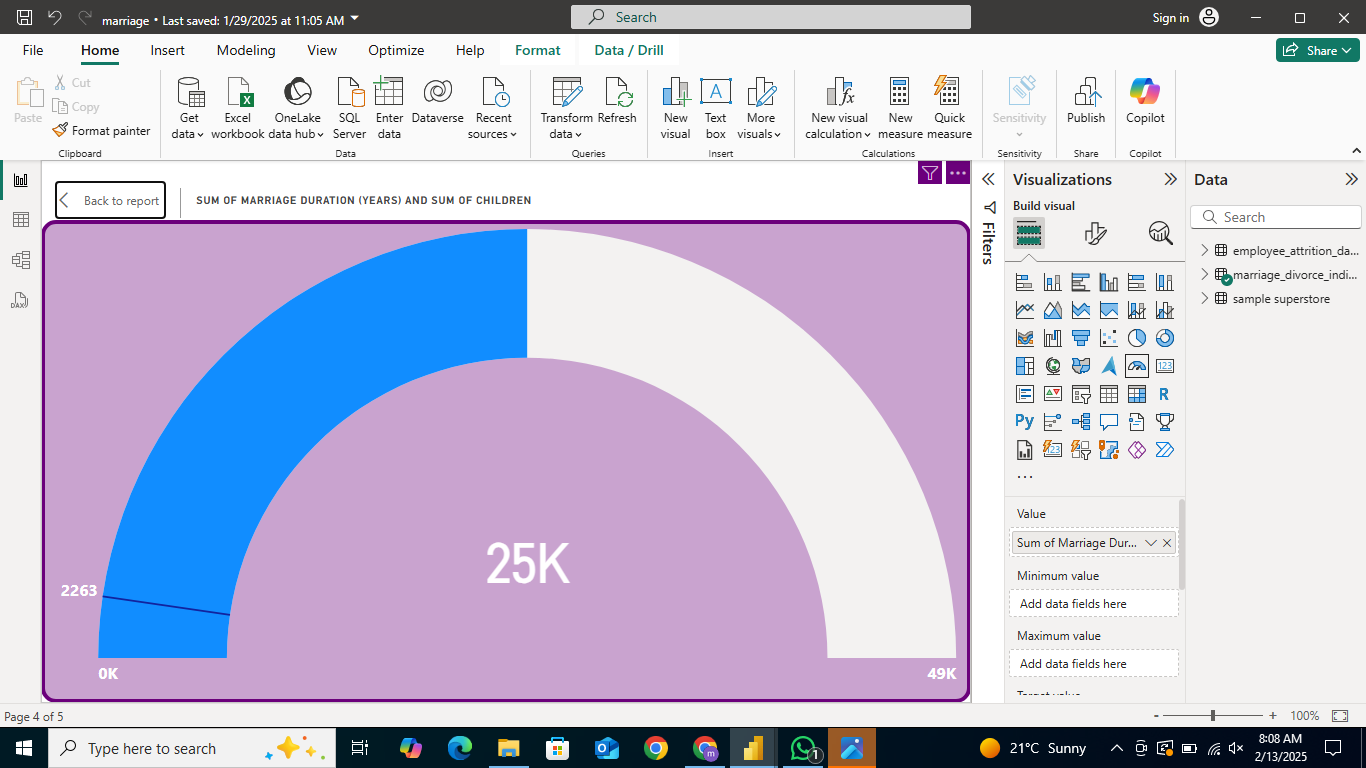 marriage • Last saved: 1/29/2025 at 11:05 AM
Search
Sign in
File Home Insert Modeling View Optimize Help Format Data / Drill
Share
Paste
Cut
Copy
Format painter
Clipboard
Get data
Excel workbook
OneLake data hub
SQL Server
Enter data
Dataverse
Recent sources
Data
Transform data
Refresh
Queries
New visual
Text box
More visuals
Insert
New visual calculation
New measure
Quick measure
Calculations
Sensitivity
Sensitivity
Publish
Share
Copilot
Copilot
Back to report
SUM OF MARRIAGE DURATION (YEARS) AND SUM OF CHILDREN
25K
2263
0K
49K
Filters
Visualizations
Build visual
Value
Sum of Marriage Dur...
Minimum value
Add data fields here
Maximum value
Add data fields here
Target value
Data
Search
employee_attrition_da...
marriage_divorce_indi...
sample superstore
Page 4 of 5
- + 100%
Type here to search
1
21°C Sunny
8:08 AM
2/13/2025